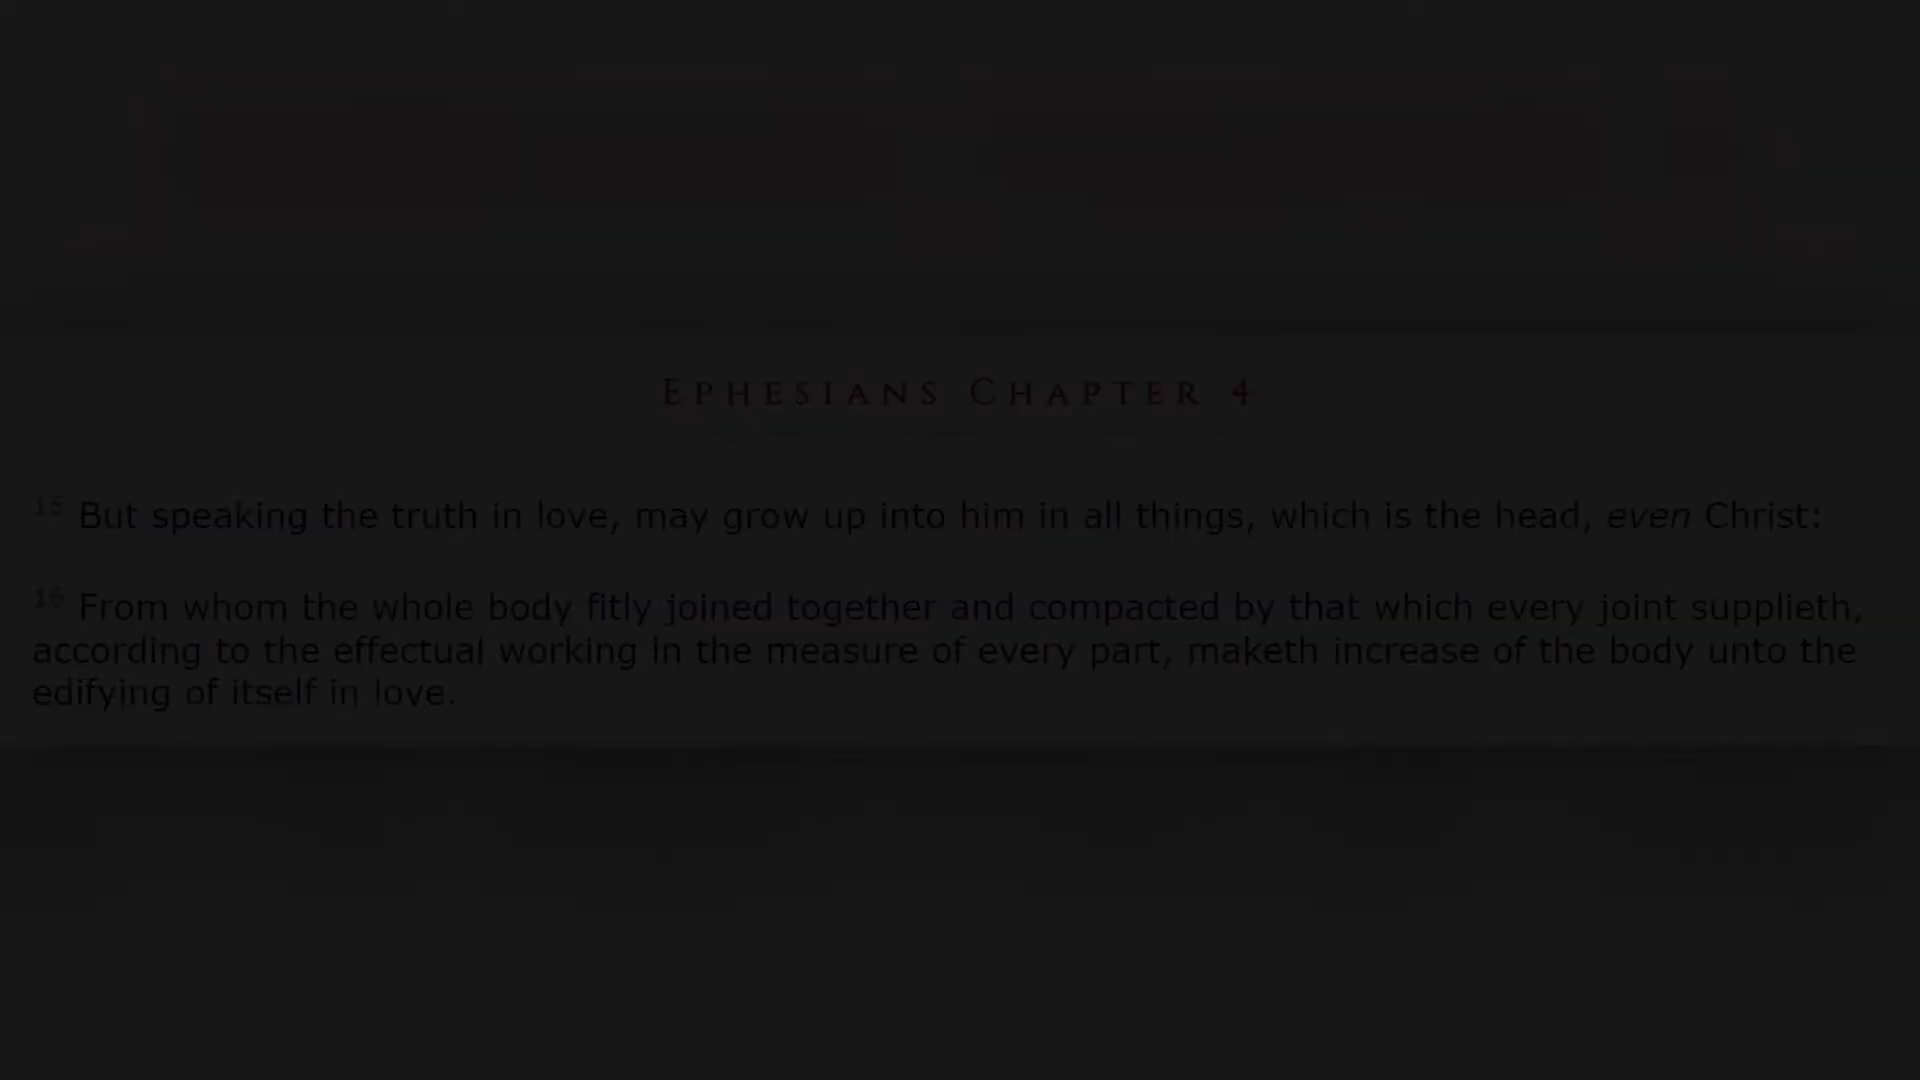 EPHESIANS CHAPTER 4
15 But speaking the truth in love, may grow up into him in all things, which is the head, even Christ:
16 From whom the whole body fitly joined together and compacted by that which every joint supplieth,
according to the effectual working in the measure of every part, maketh increase of the body unto the
edifying of itself in love.